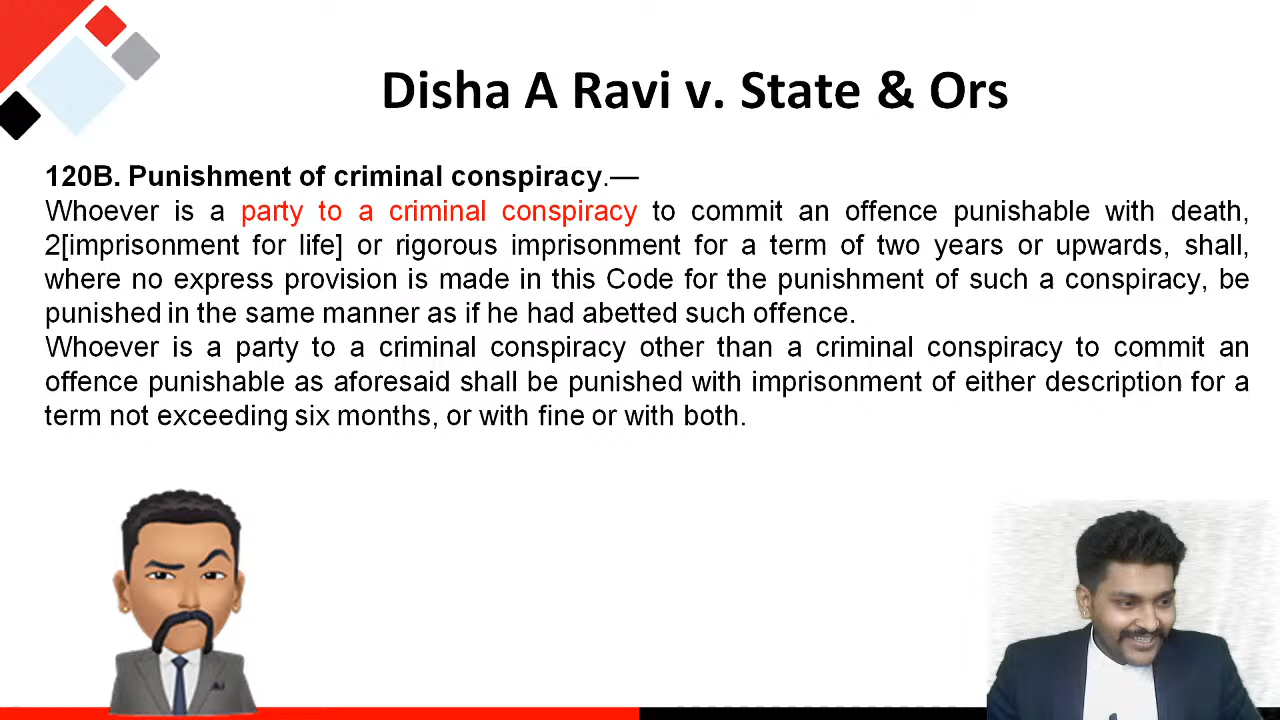 Disha A Ravi v. State & Ors
120B. Punishment of criminal conspiracy.—
Whoever is a party to a criminal conspiracy to commit an offence punishable with death,
2[imprisonment for life] or rigorous imprisonment for a term of two years or upwards, shall,
where no express provision is made in this Code for the punishment of such a conspiracy, be
punished in the same manner as if he had abetted such offence.
Whoever is a party to a criminal conspiracy other than a criminal conspiracy to commit an
offence punishable as aforesaid shall be punished with imprisonment of either description for a
term not exceeding six months, or with fine or with both.